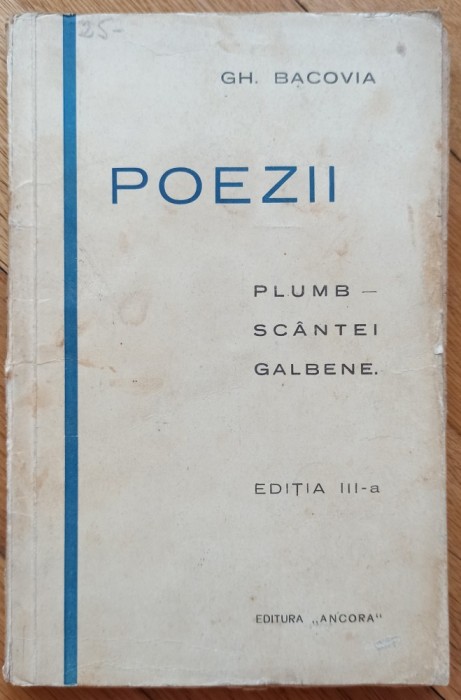 25-
GH. BACOVIA
POEZII
PLUMB —
SCÂNTEI
GALBENE.
EDIȚIA III-a
EDITURA „ANCORA"